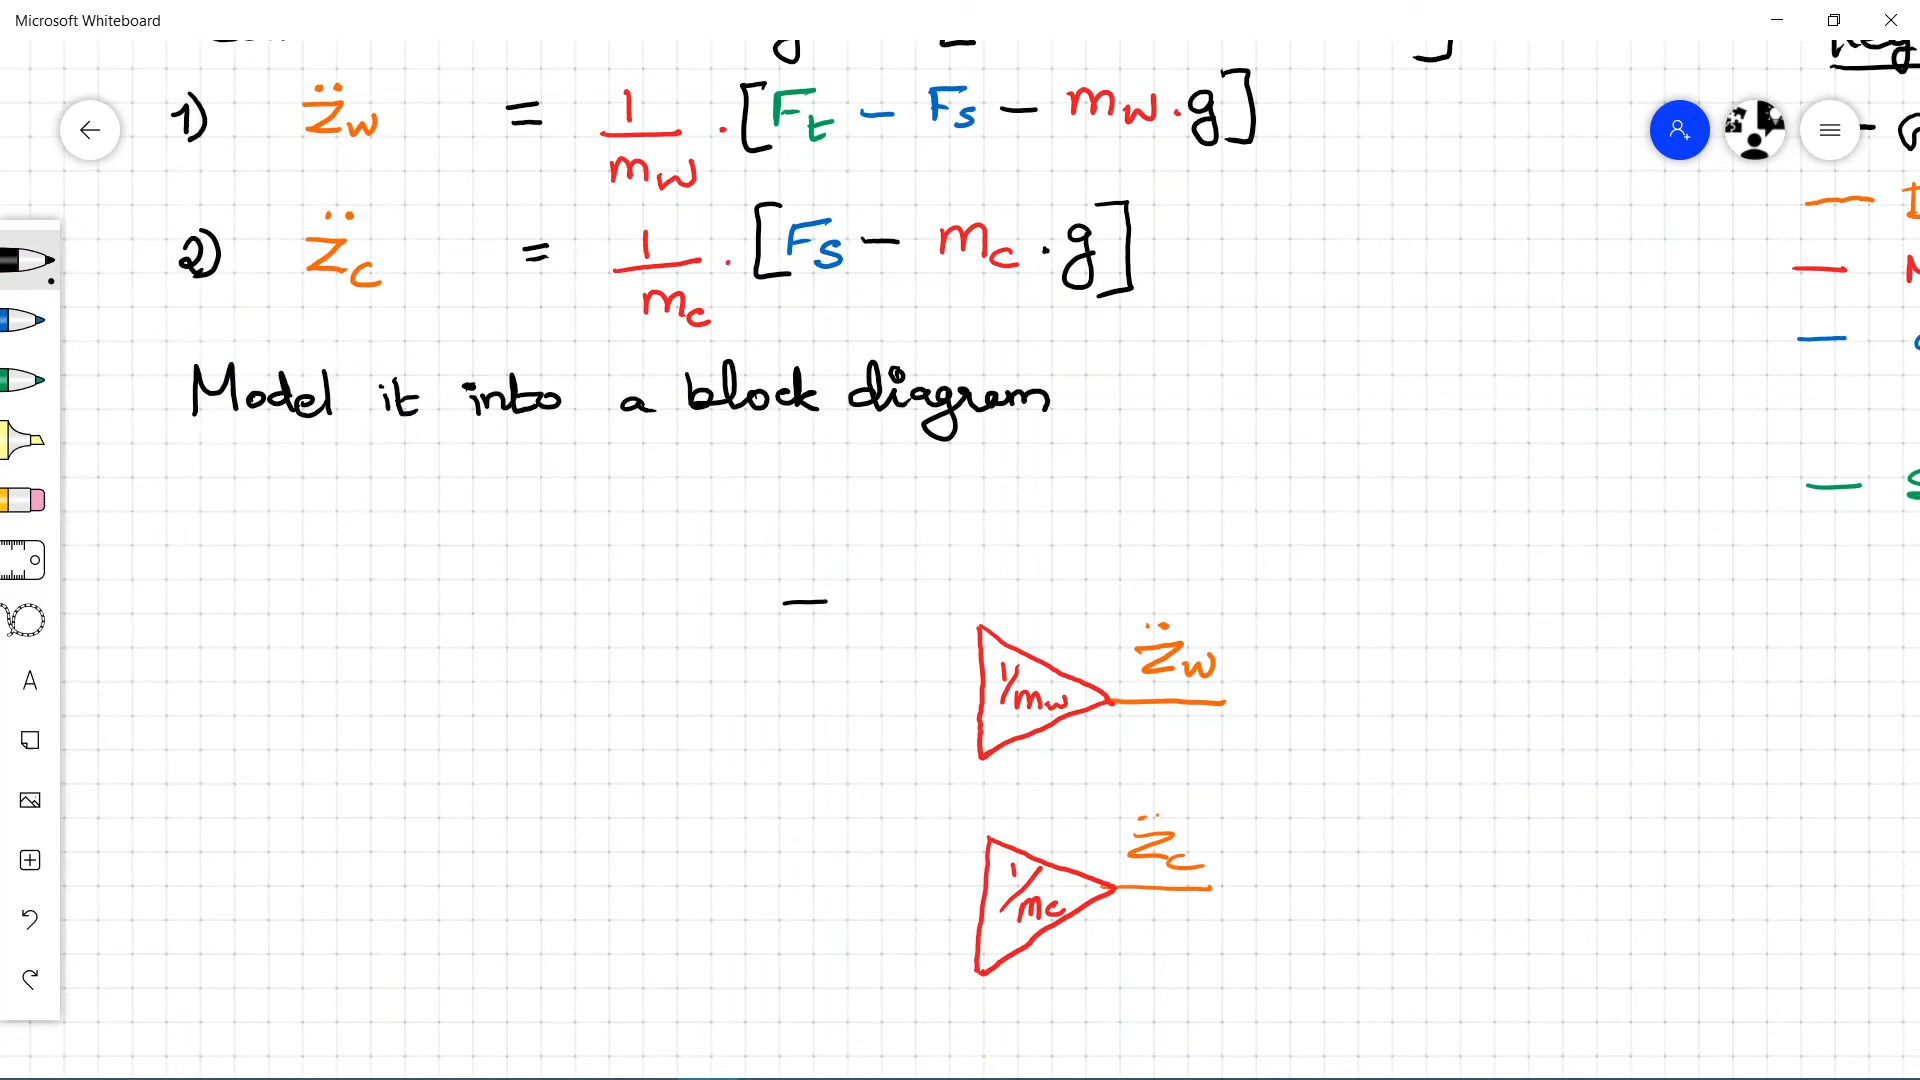 Microsoft Whiteboard
1) z̈w = 1/mw · [Ft - Fs - mw · g]
2) z̈c = 1/mc · [Fs - mc · g]
Model it into a block diagram
1/mw z̈w
1/mc z̈c
A